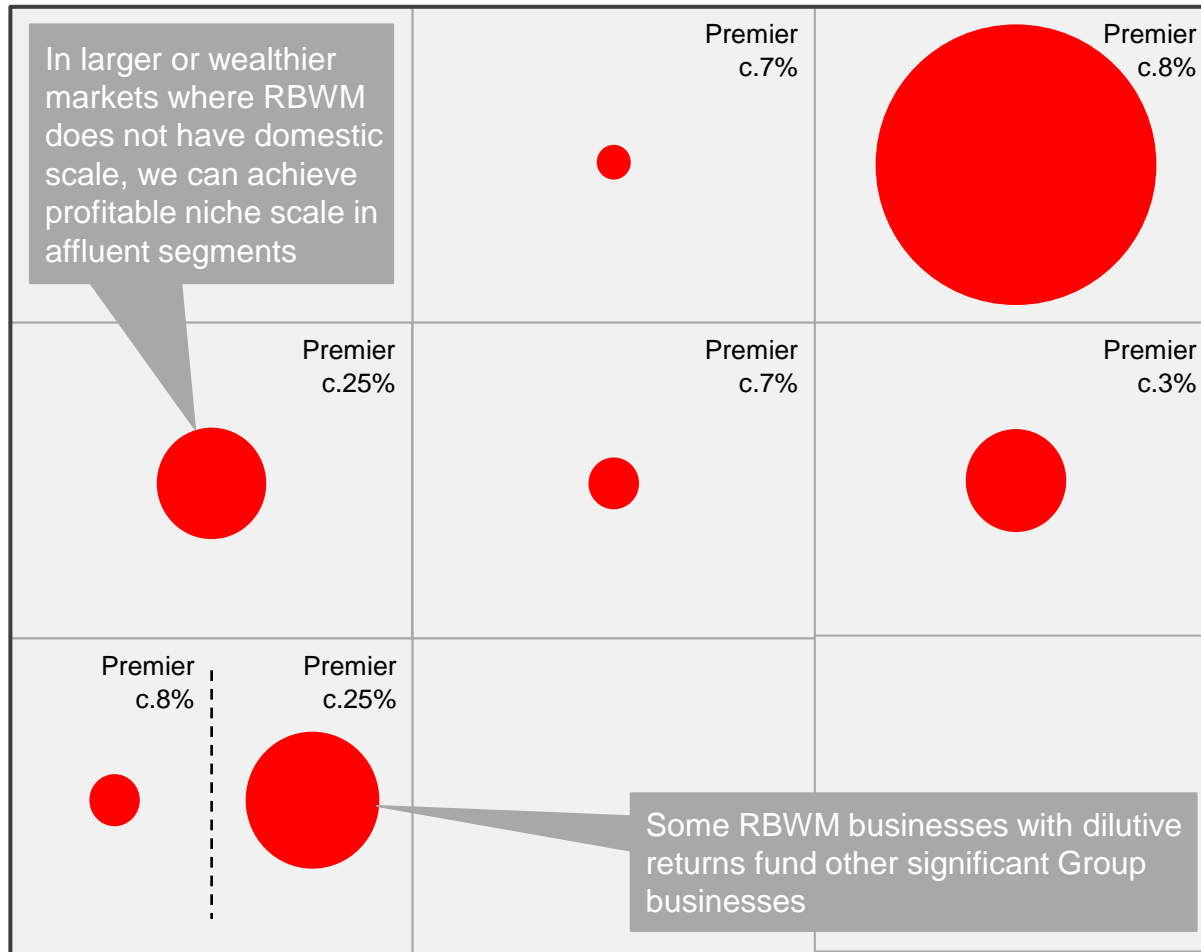 In larger or wealthier
markets where RBWM
does not have domestic
scale, we can achieve
profitable niche scale in
affluent segments
Premier
c.7%
Premier
c.8%
Premier
c.25%
Premier
c.7%
Premier
c.3%
Premier
c.8%
Premier
c.25%
Some RBWM businesses with dilutive
returns fund other significant Group
businesses